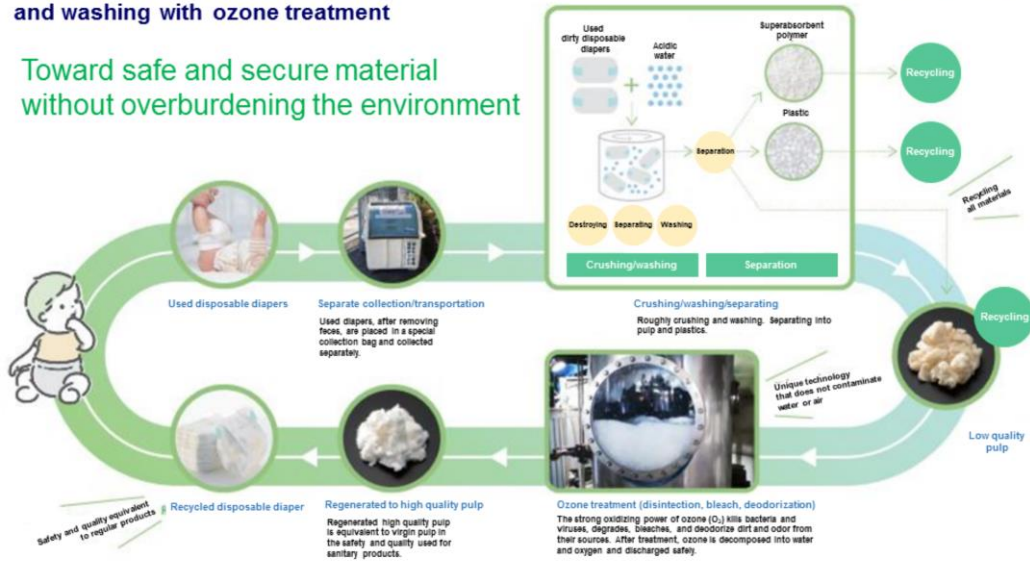 and washing with ozone treatment
Toward safe and secure material
without overburdening the environment
Used
dirty disposable
diapers
Acidic
water
Superabsorbent
polymer
Recycling
Plastic
Separation
Recycling
Destroying
Separating
Washing
Crushing/washing
Separation
Recycling
all materials
Used disposable diapers
Separate collection/transportation
Used diapers, after removing
feces, are placed in a special
collection bag and collected
separately.
Crushing/washing/separating
Roughly crushing and washing. Separating into
pulp and plastics.
Recycling
Unique technology
that does not contaminate
water or air
Low quality
pulp
Safety and quality equivalent
to regular products
Recycled disposable diaper
Regenerated to high quality pulp
Regenerated high quality pulp
is equivalent to virgin pulp in
the safety and quality used for
sanitary products.
Ozone treatment (disintection, bleach, deodorization)
The strong oxidizing power of ozone (O₃) kills bacteria and
viruses, degrades, bleaches, and deodorize dirt and odor from
their sources. After treatment, ozone is decomposed into water
and oxygen and discharged safely.